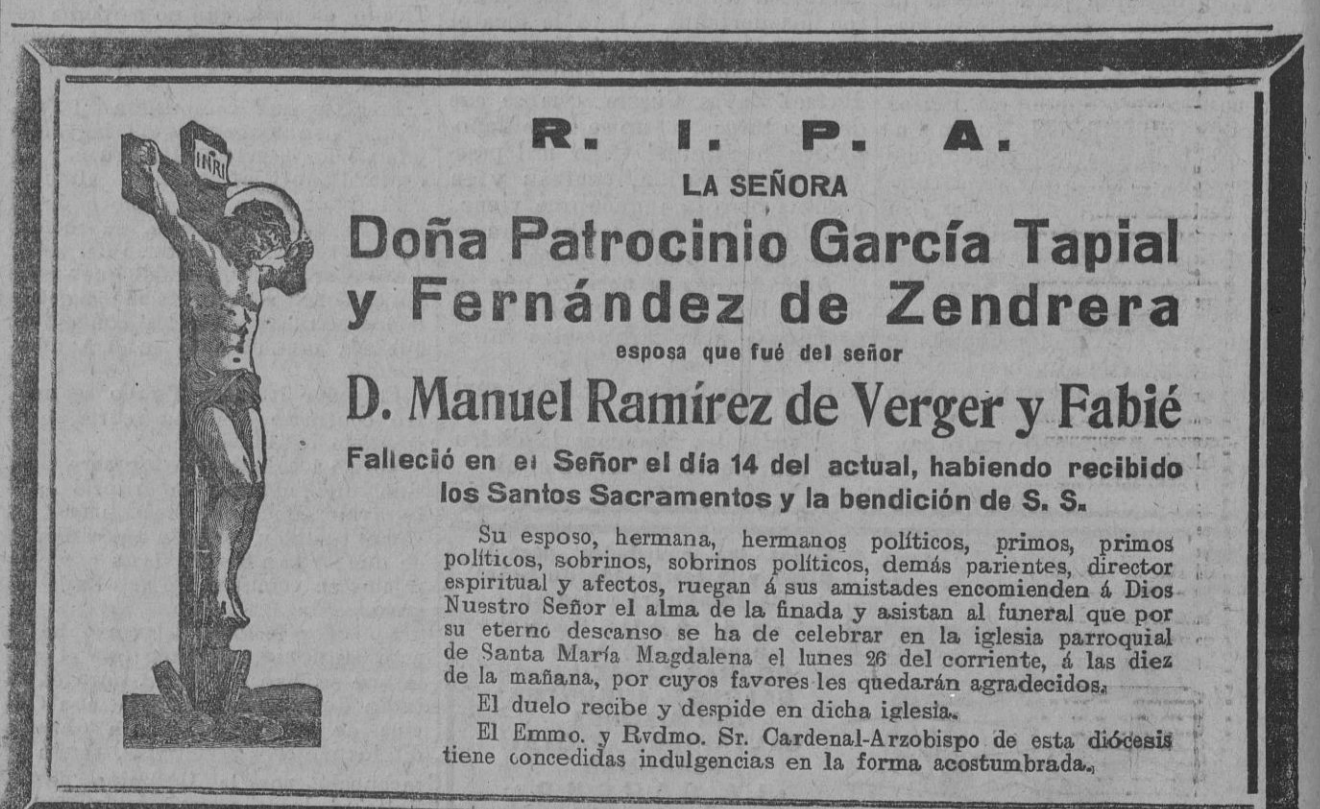 INRI
R. I. P. A.
LA SEÑORA
Doña Patrocinio García Tapial
y Fernández de Zendrera
esposa que fué del señor
D. Manuel Ramírez de Verger y Fabié
Falleció en el Señor el día 14 del actual, habiendo recibido
los Santos Sacramentos y la bendición de S. S.
Su esposo, hermana, hermanos políticos, primos, primos
políticos, sobrinos, sobrinos políticos, demás parientes, director
espiritual y afectos, ruegan á sus amistades encomienden á Dios
Nuestro Señor el alma de la finada y asistan al funeral que por
su eterno descanso se ha de celebrar en la iglesia parroquial
de Santa María Magdalena el lunes 26 del corriente, á las diez
de la mañana, por cuyos favores les quedarán agradecidos.
El duelo recibe y despide en dicha iglesia.
El Emmo. y Rvdmo. Sr. Cardenal-Arzobispo de esta diócesis
tiene concedidas indulgencias en la forma acostumbrada.